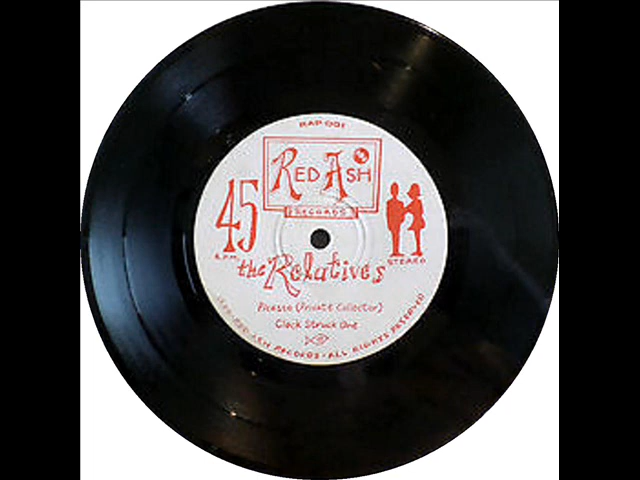 RAP 001
RED ASH
RECORDS
45
R.P.M.
STEREO
the Relatives
Picasso (Private Collector)
Clock Struck One
RED ASH RECORDS · ALL RIGHTS RESERVED